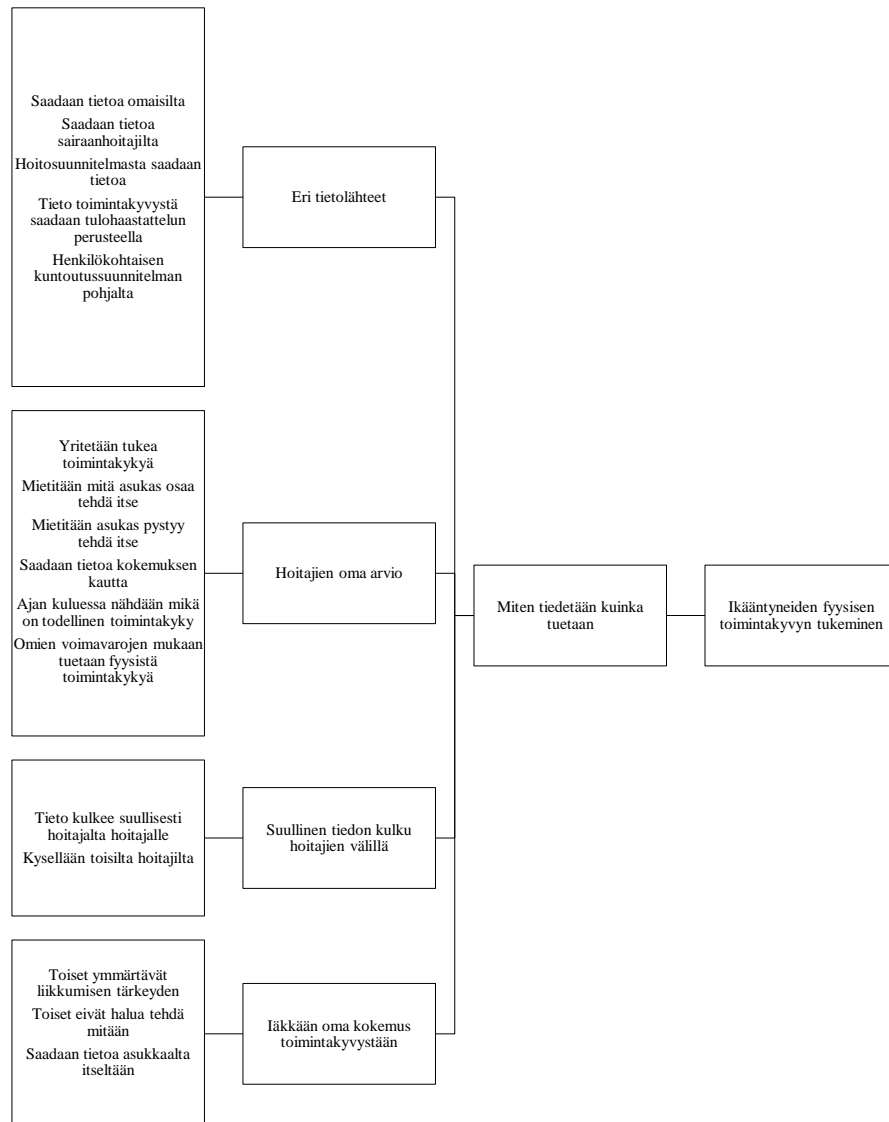 Saadaan tietoa omaisilta
Saadaan tietoa
sairaanhoitajilta
Hoitosuunnitelmasta saadaan
tietoa
Tieto toimintakyvystä
saadaan tulohaastattelun
perusteella
Henkilökohtaisen
kuntoutussuunnitelman
pohjalta
Eri tietolähteet
Yritetään tukea
toimintakykyä
Mietitään mitä asukas osaa
tehdä itse
Mietitään asukas pystyy
tehdä itse
Saadaan tietoa kokemuksen
kautta
Ajan kuluessa nähdään mikä
on todellinen toimintakyky
Omien voimavarojen mukaan
tuetaan fyysistä
toimintakykyä
Hoitajien oma arvio
Miten tiedetään kuinka
tuetaan
Ikääntyneiden fyysisen
toimintakyvyn tukeminen
Tieto kulkee suullisesti
hoitajalta hoitajalle
Kysellään toisilta hoitajilta
Suullinen tiedon kulku
hoitajien välillä
Toiset ymmärtävät
liikkumisen tärkeyden
Toiset eivät halua tehdä
mitään
Saadaan tietoa asukkaalta
itseltään
Iäkkään oma kokemus
toimintakyvystään